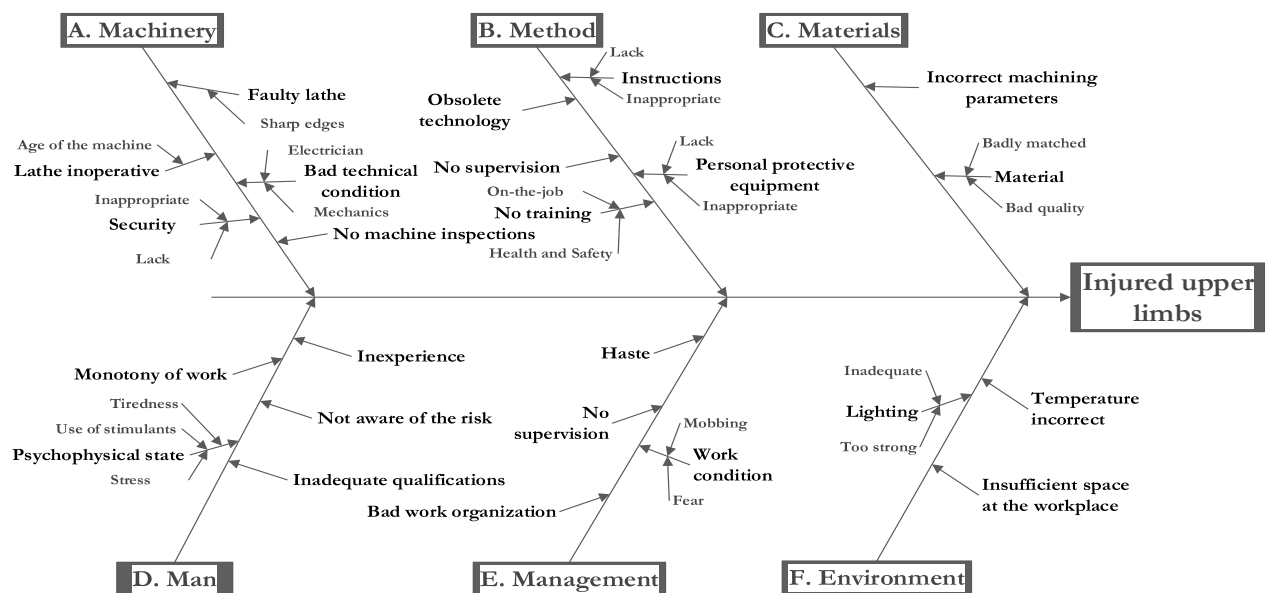 A. Machinery
B. Method
C. Materials
Faulty lathe
Sharp edges
Age of the machine
Lathe inoperative
Electrician
Bad technical
condition
Mechanics
Inappropriate
Security
Lack
No machine inspections
Lack
Instructions
Inappropriate
Obsolete
technology
No supervision
Lack
Personal protective
equipment
Inappropriate
On-the-job
No training
Health and Safety
Incorrect machining
parameters
Badly matched
Material
Bad quality
Injured upper
limbs
Inexperience
Monotony of work
Not aware of the risk
Tiredness
Use of stimulants
Psychophysical state
Stress
Inadequate qualifications
Haste
No
supervision
Mobbing
Work
condition
Fear
Bad work organization
Inadequate
Lighting
Too strong
Temperature
incorrect
Insufficient space
at the workplace
D. Man
E. Management
F. Environment